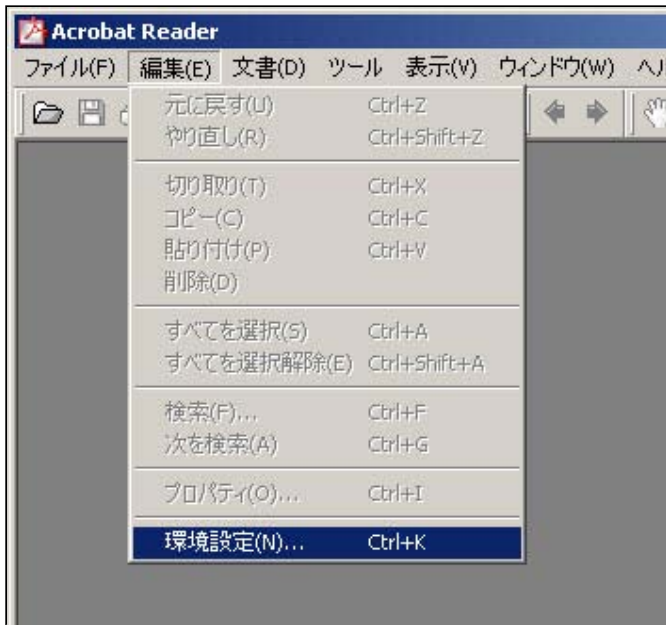 Acrobat Reader
ファイル(F) 編集(E) 文書(D) ツール 表示(V) ウィンドウ(W) ヘル
元に戻す(U) Ctrl+Z
やり直し(R) Ctrl+Shift+Z
切り取り(T) Ctrl+X
コピー(C) Ctrl+C
貼り付け(P) Ctrl+V
削除(D)
すべてを選択(S) Ctrl+A
すべてを選択解除(E) Ctrl+Shift+A
検索(F)... Ctrl+F
次を検索(A) Ctrl+G
プロパティ(O)... Ctrl+I
環境設定(N)... Ctrl+K